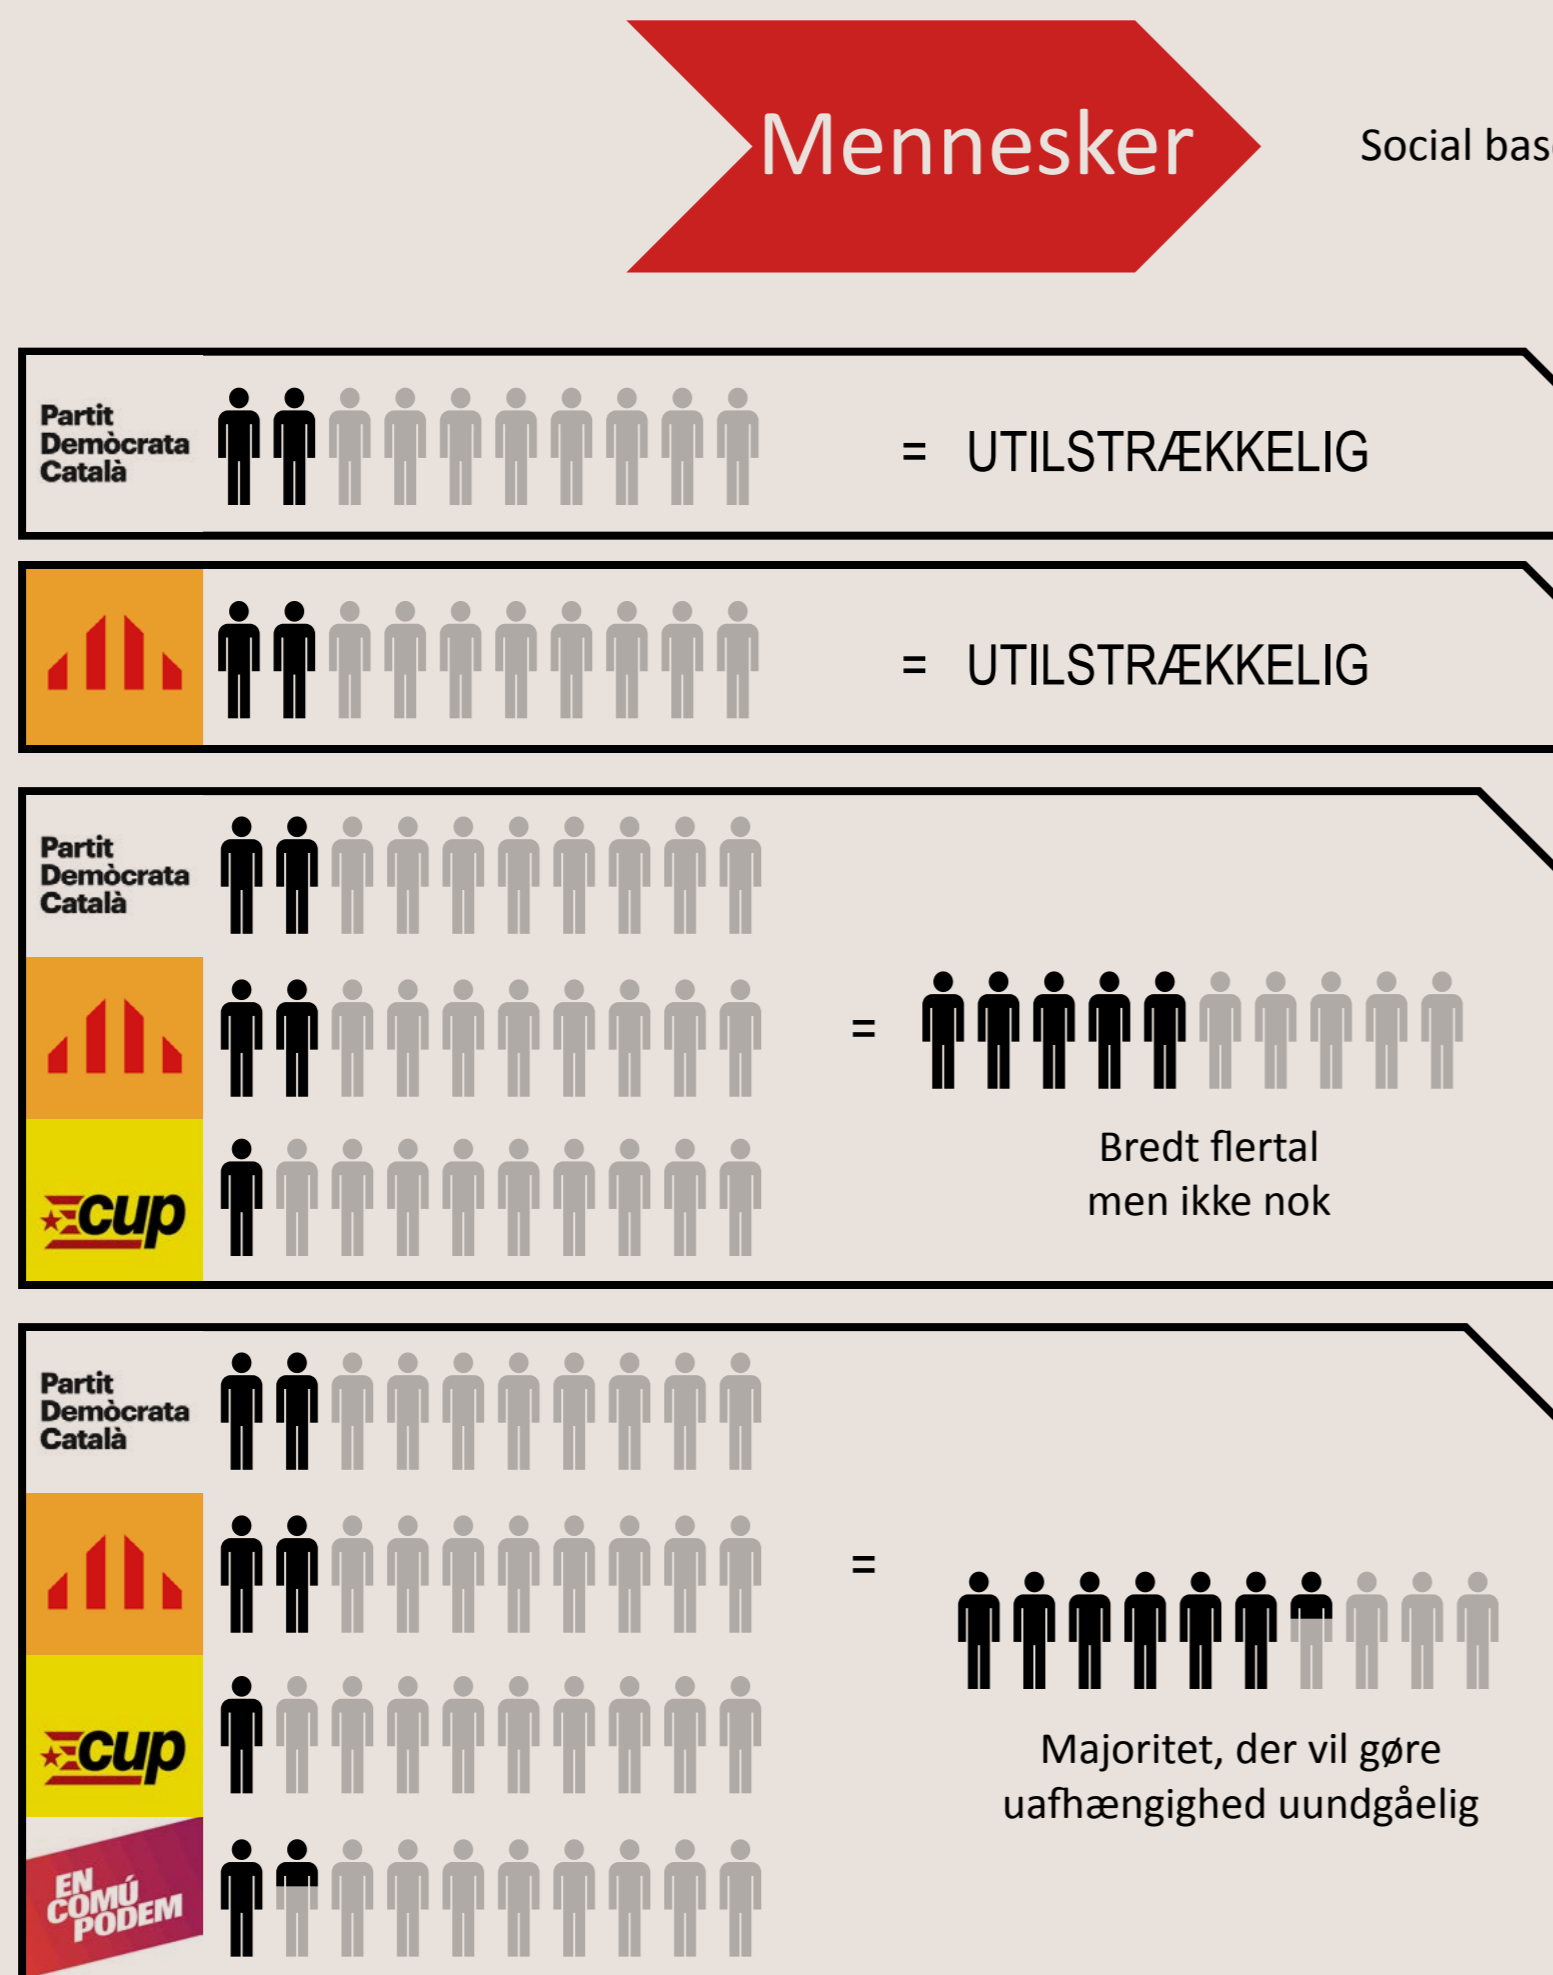 Mennesker
Social bas
Partit
Demòcrata
Català
= UTILSTRÆKKELIG
= UTILSTRÆKKELIG
Partit
Demòcrata
Català
=
Bredt flertal
men ikke nok
cup
Partit
Demòcrata
Català
=
cup
Majoritet, der vil gøre
uafhængighed uundgåelig
EN
COMÚ
PODEM